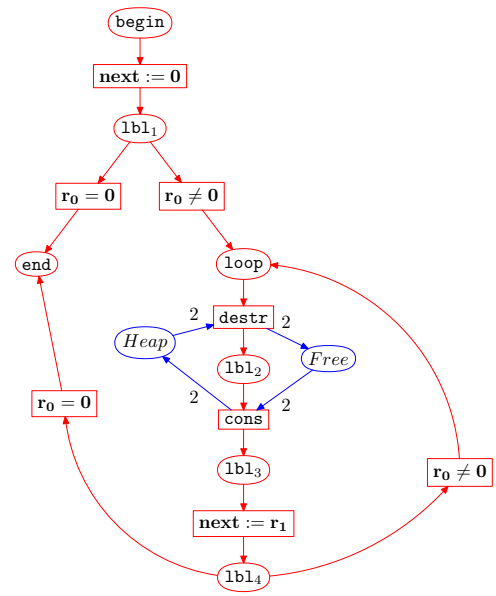 begin
next := 0
lbl₁
r₀ = 0
r₀ ≠ 0
end
loop
destr
2
2
Heap
Free
lbl₂
r₀ = 0
2
2
cons
lbl₃
r₀ ≠ 0
next := r₁
lbl₄